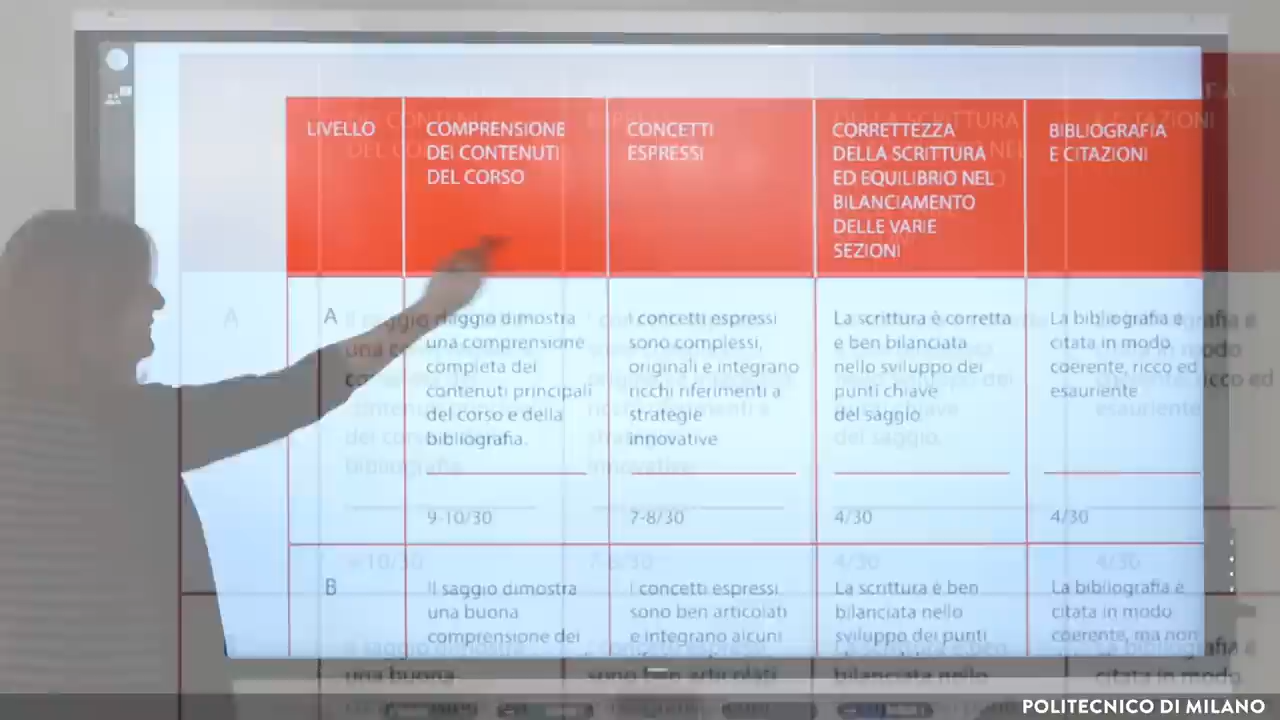 LIVELLO
COMPRENSIONE
DEI CONTENUTI
DEL CORSO
CONCETTI
ESPRESSI
CORRETTEZZA
DELLA SCRITTURA
ED EQUILIBRIO NEL
BILANCIAMENTO
DELLE VARIE
SEZIONI
BIBLIOGRAFIA
E CITAZIONI
A
dimostra
una comprensione
completa dei
contenuti principali
del corso e della
bibliografia.
9-10/30
I concetti espressi
sono complessi,
originali e integrano
ricchi riferimenti a
strategie
innovative
7-8/30
La scrittura è corretta
e ben bilanciata
nello sviluppo dei
punti chiave
del saggio
4/30
La bibliografia è
citata in modo
coerente, ricco ed
esauriente
4/30
B
Il saggio dimostra
una buona
comprensione dei
I concetti espressi
sono ben articolati
e integrano alcuni
La scrittura è ben
bilanciata nello
sviluppo dei punti
La bibliografia è
citata in modo
coerente, ma non
POLITECNICO DI MILANO